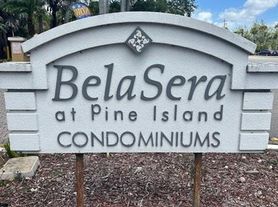 BelaSera
at Pine Island
CONDOMINIUMS